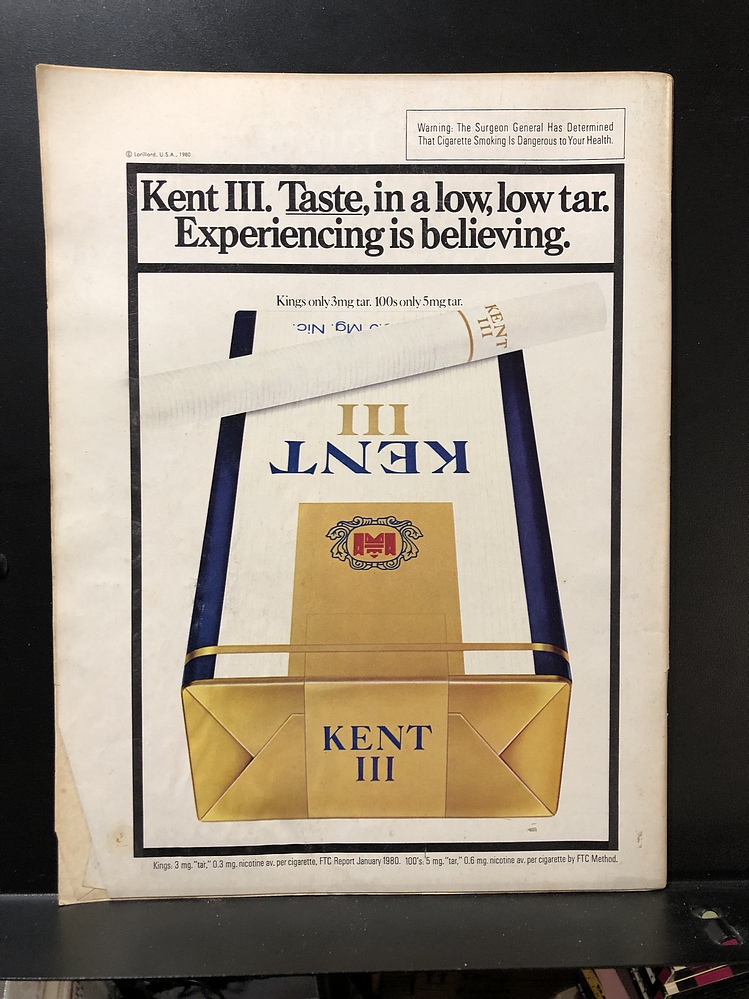 Warning: The Surgeon General Has Determined
That Cigarette Smoking Is Dangerous to Your Health.
© Lorillard, U.S.A., 1980
Kent III. Taste, in a low, low tar.
Experiencing is believing.
Kings only 3mg tar. 100s only 5mg tar.
Mg. Nic.
KENT
III
III
KENT
KENT
III
Kings: 3 mg. "tar," 0.3 mg. nicotine av. per cigarette, FTC Report January 1980. 100's: 5 mg. "tar," 0.6 mg. nicotine av. per cigarette by FTC Method.